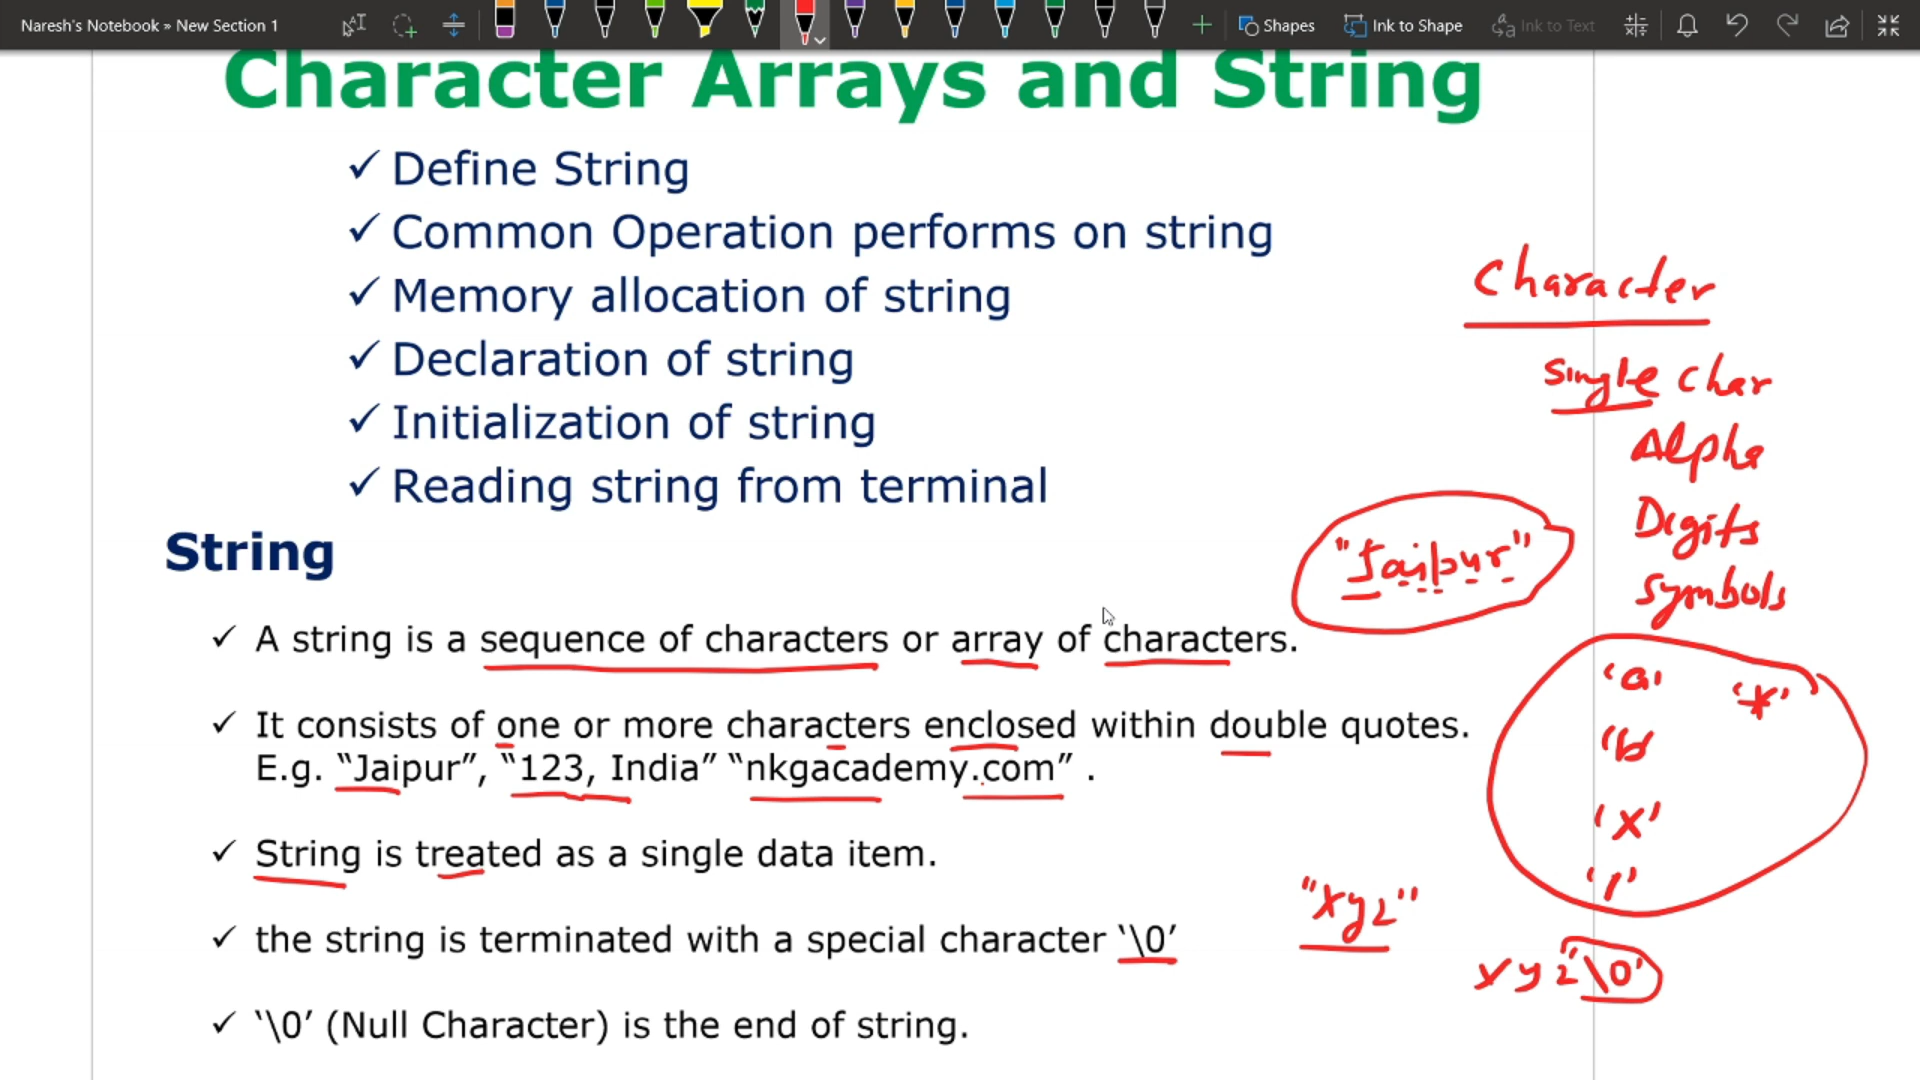 Naresh's Notebook » New Section 1
Shapes
Ink to Shape
Ink to Text
Character Arrays and String
✓ Define String
✓ Common Operation performs on string
✓ Memory allocation of string
✓ Declaration of string
✓ Initialization of string
✓ Reading string from terminal
String
✓ A string is a sequence of characters or array of characters.
✓ It consists of one or more characters enclosed within double quotes.
E.g. “Jaipur”, “123, India” “nkgacademy.com” .
✓ String is treated as a single data item.
✓ the string is terminated with a special character ‘\0’
✓ ‘\0’ (Null Character) is the end of string.
Character
Single Char
Alpha
Digits
Symbols
"Jaipur"
'a' '*'
'b'
'x'
'1'
"xyz"
xyz'\0'